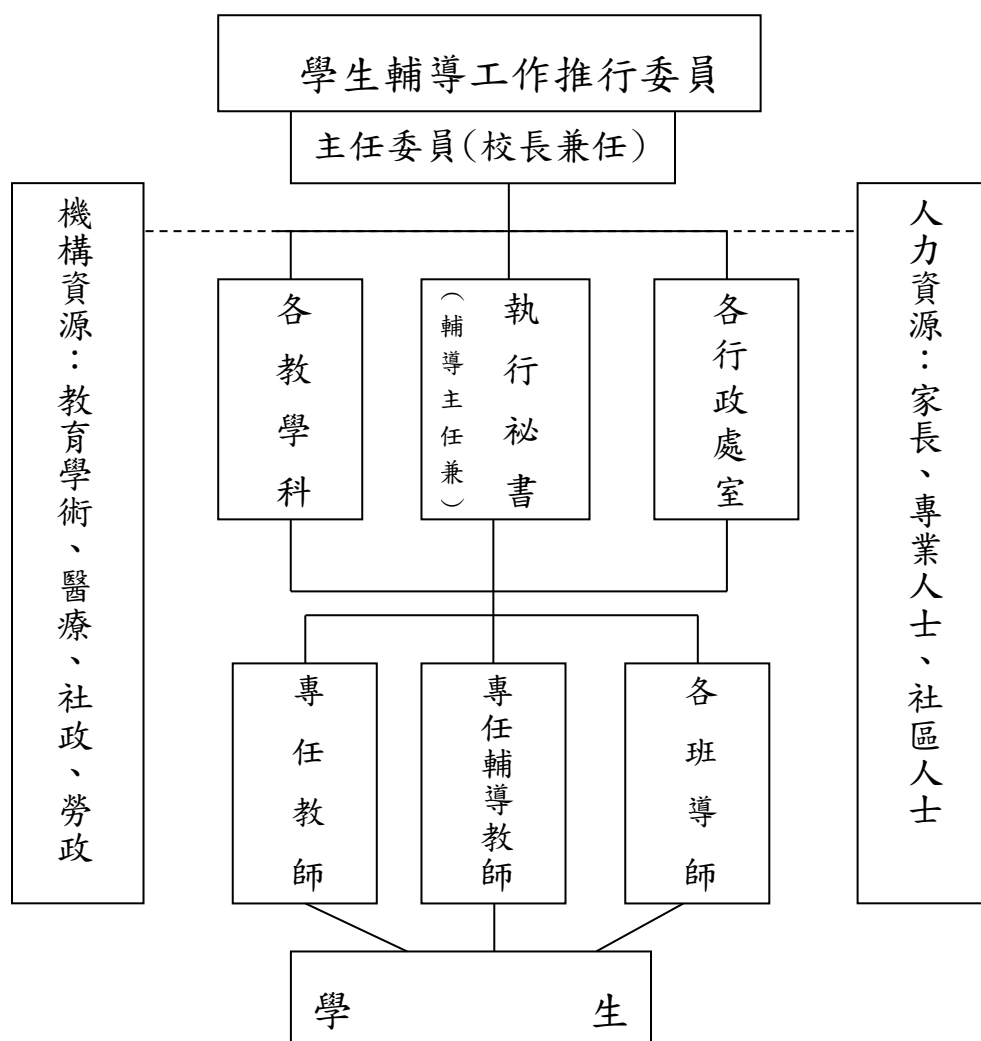 學生輔導工作推行委員
主任委員(校長兼任)
機構資源：教育學術、醫療、社政、勞政
人力資源：家長、專業人士、社區人士
各教學科
執行祕書
(輔導主任兼)
各行政處室
專任教師
專任輔導教師
各班導師
學生